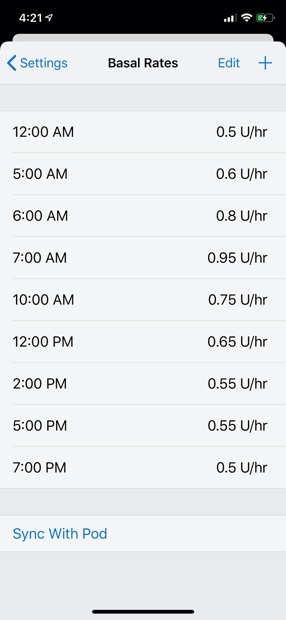 4:21
Settings Basal Rates Edit +
12:00 AM 0.5 U/hr
5:00 AM 0.6 U/hr
6:00 AM 0.8 U/hr
7:00 AM 0.95 U/hr
10:00 AM 0.75 U/hr
12:00 PM 0.65 U/hr
2:00 PM 0.55 U/hr
5:00 PM 0.55 U/hr
7:00 PM 0.5 U/hr
Sync With Pod